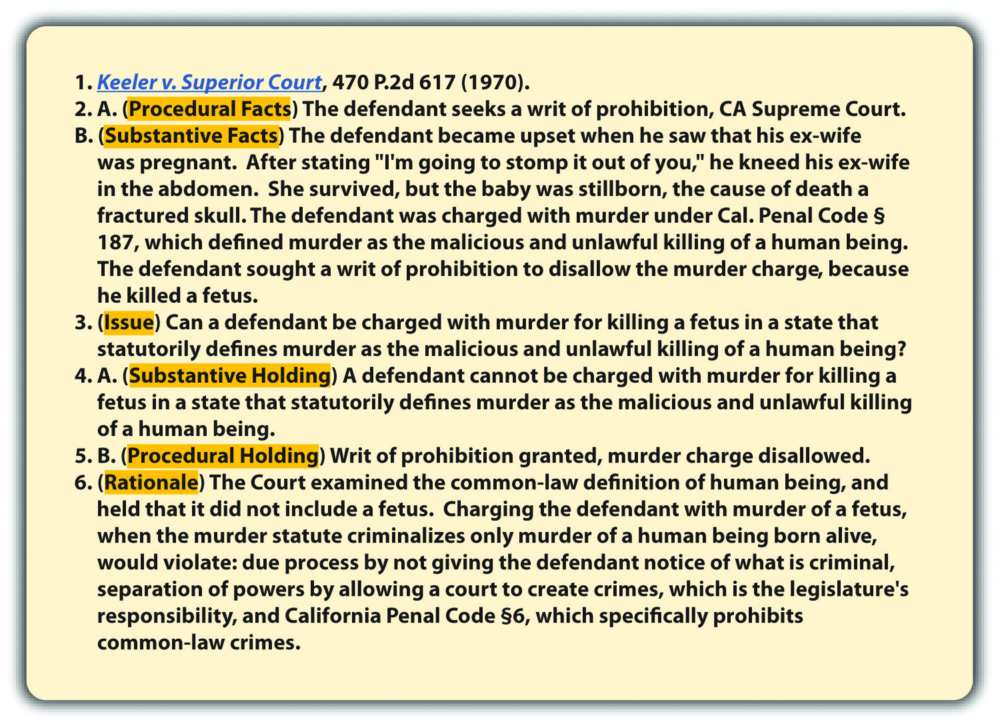 1. Keeler v. Superior Court, 470 P.2d 617 (1970).
2. A. (Procedural Facts) The defendant seeks a writ of prohibition, CA Supreme Court.
B. (Substantive Facts) The defendant became upset when he saw that his ex-wife
was pregnant.  After stating "I'm going to stomp it out of you," he kneed his ex-wife
in the abdomen.  She survived, but the baby was stillborn, the cause of death a
fractured skull. The defendant was charged with murder under Cal. Penal Code §
187, which defined murder as the malicious and unlawful killing of a human being.
The defendant sought a writ of prohibition to disallow the murder charge, because
he killed a fetus.
3. (Issue) Can a defendant be charged with murder for killing a fetus in a state that
statutorily defines murder as the malicious and unlawful killing of a human being?
4. A. (Substantive Holding) A defendant cannot be charged with murder for killing a
fetus in a state that statutorily defines murder as the malicious and unlawful killing
of a human being.
5. B. (Procedural Holding) Writ of prohibition granted, murder charge disallowed.
6. (Rationale) The Court examined the common-law definition of human being, and
held that it did not include a fetus.  Charging the defendant with murder of a fetus,
when the murder statute criminalizes only murder of a human being born alive,
would violate: due process by not giving the defendant notice of what is criminal,
separation of powers by allowing a court to create crimes, which is the legislature's
responsibility, and California Penal Code §6, which specifically prohibits
common-law crimes.